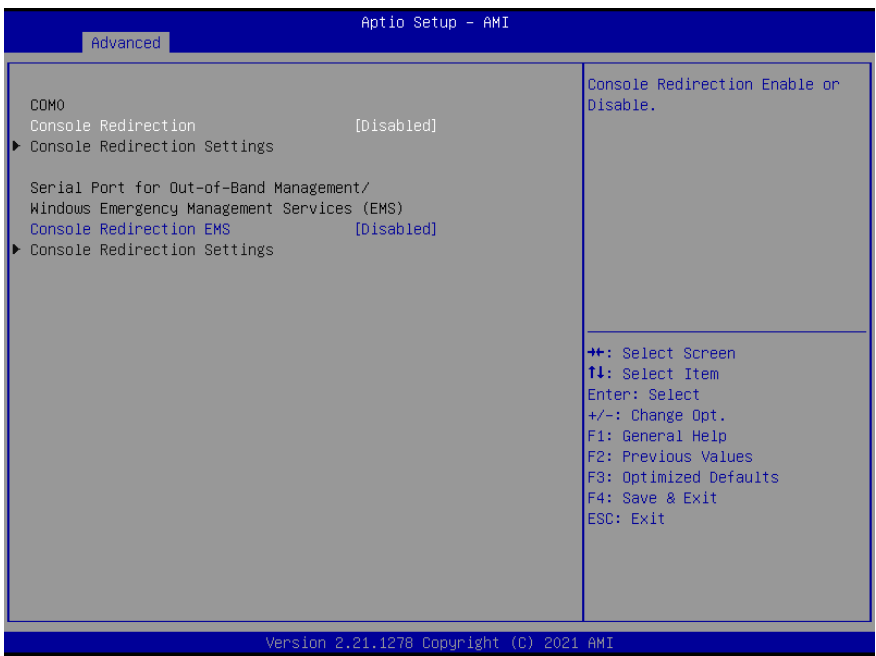 Aptio Setup – AMI
Advanced
COM0
Console Redirection [Disabled]
▶ Console Redirection Settings
Serial Port for Out-of-Band Management/
Windows Emergency Management Services (EMS)
Console Redirection EMS [Disabled]
▶ Console Redirection Settings
Console Redirection Enable or
Disable.
→←: Select Screen
↑↓: Select Item
Enter: Select
+/-: Change Opt.
F1: General Help
F2: Previous Values
F3: Optimized Defaults
F4: Save & Exit
ESC: Exit
Version 2.21.1278 Copyright (C) 2021 AMI